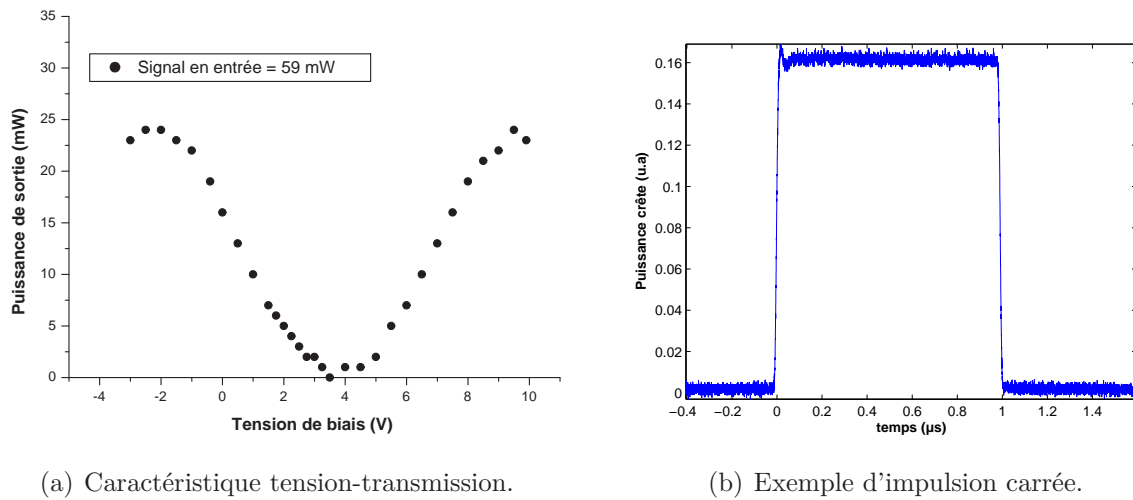 35
30
25
20
15
10
5
0
Puissance de sortie (mW)
Signal en entrée = 59 mW
-4 -2 0 2 4 6 8 10
Tension de biais (V)
(a) Caractéristique tension-transmission.
0.16
0.14
0.12
0.1
0.08
0.06
0.04
0.02
0
Puissance crête (u.a)
−0.4 −0.2 0 0.2 0.4 0.6 0.8 1 1.2 1.4
temps (µs)
(b) Exemple d'impulsion carrée.